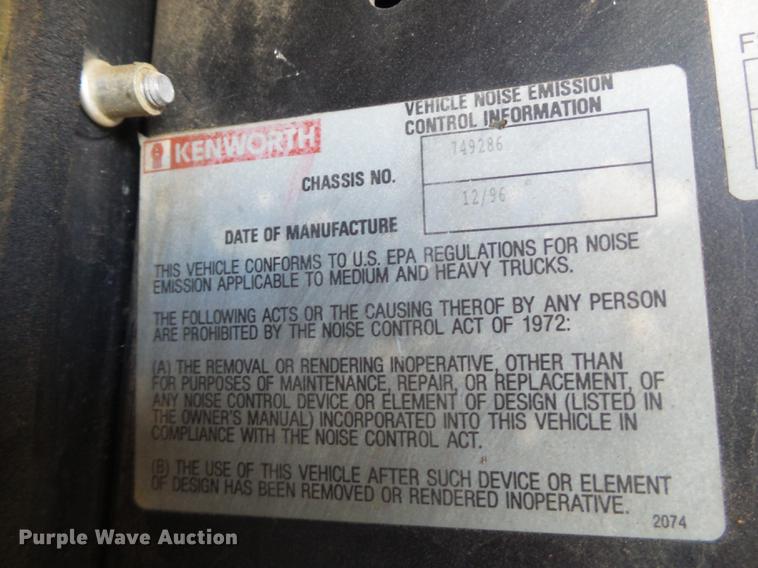 KENWORTH
VEHICLE NOISE EMISSION
CONTROL INFORMATION
CHASSIS NO.
749286
DATE OF MANUFACTURE
12/96
THIS VEHICLE CONFORMS TO U.S. EPA REGULATIONS FOR NOISE
EMISSION APPLICABLE TO MEDIUM AND HEAVY TRUCKS.
THE FOLLOWING ACTS OR THE CAUSING THEROF BY ANY PERSON
ARE PROHIBITED BY THE NOISE CONTROL ACT OF 1972:
(A) THE REMOVAL OR RENDERING INOPERATIVE, OTHER THAN
FOR PURPOSES OF MAINTENANCE, REPAIR, OR REPLACEMENT, OF
ANY NOISE CONTROL DEVICE OR ELEMENT OF DESIGN (LISTED IN
THE OWNER'S MANUAL) INCORPORATED INTO THIS VEHICLE IN
COMPLIANCE WITH THE NOISE CONTROL ACT.
(B) THE USE OF THIS VEHICLE AFTER SUCH DEVICE OR ELEMENT
OF DESIGN HAS BEEN REMOVED OR RENDERED INOPERATIVE.
2074
Purple Wave Auction